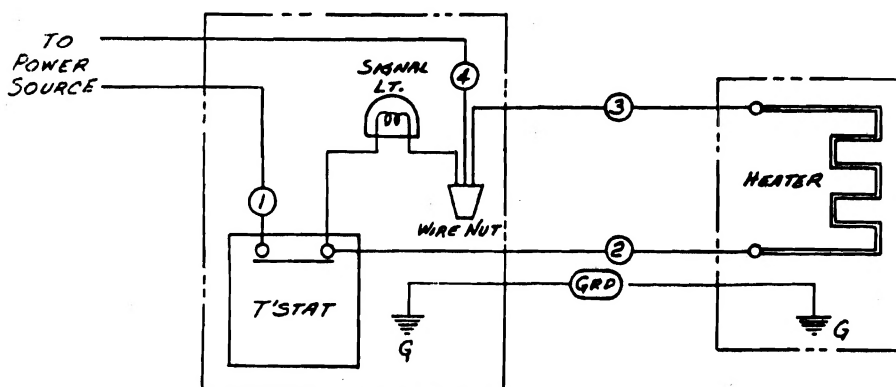 TO
POWER
SOURCE
SIGNAL
LT.
4
3
1
HEATER
WIRE NUT
2
T'STAT
GRD
G
G